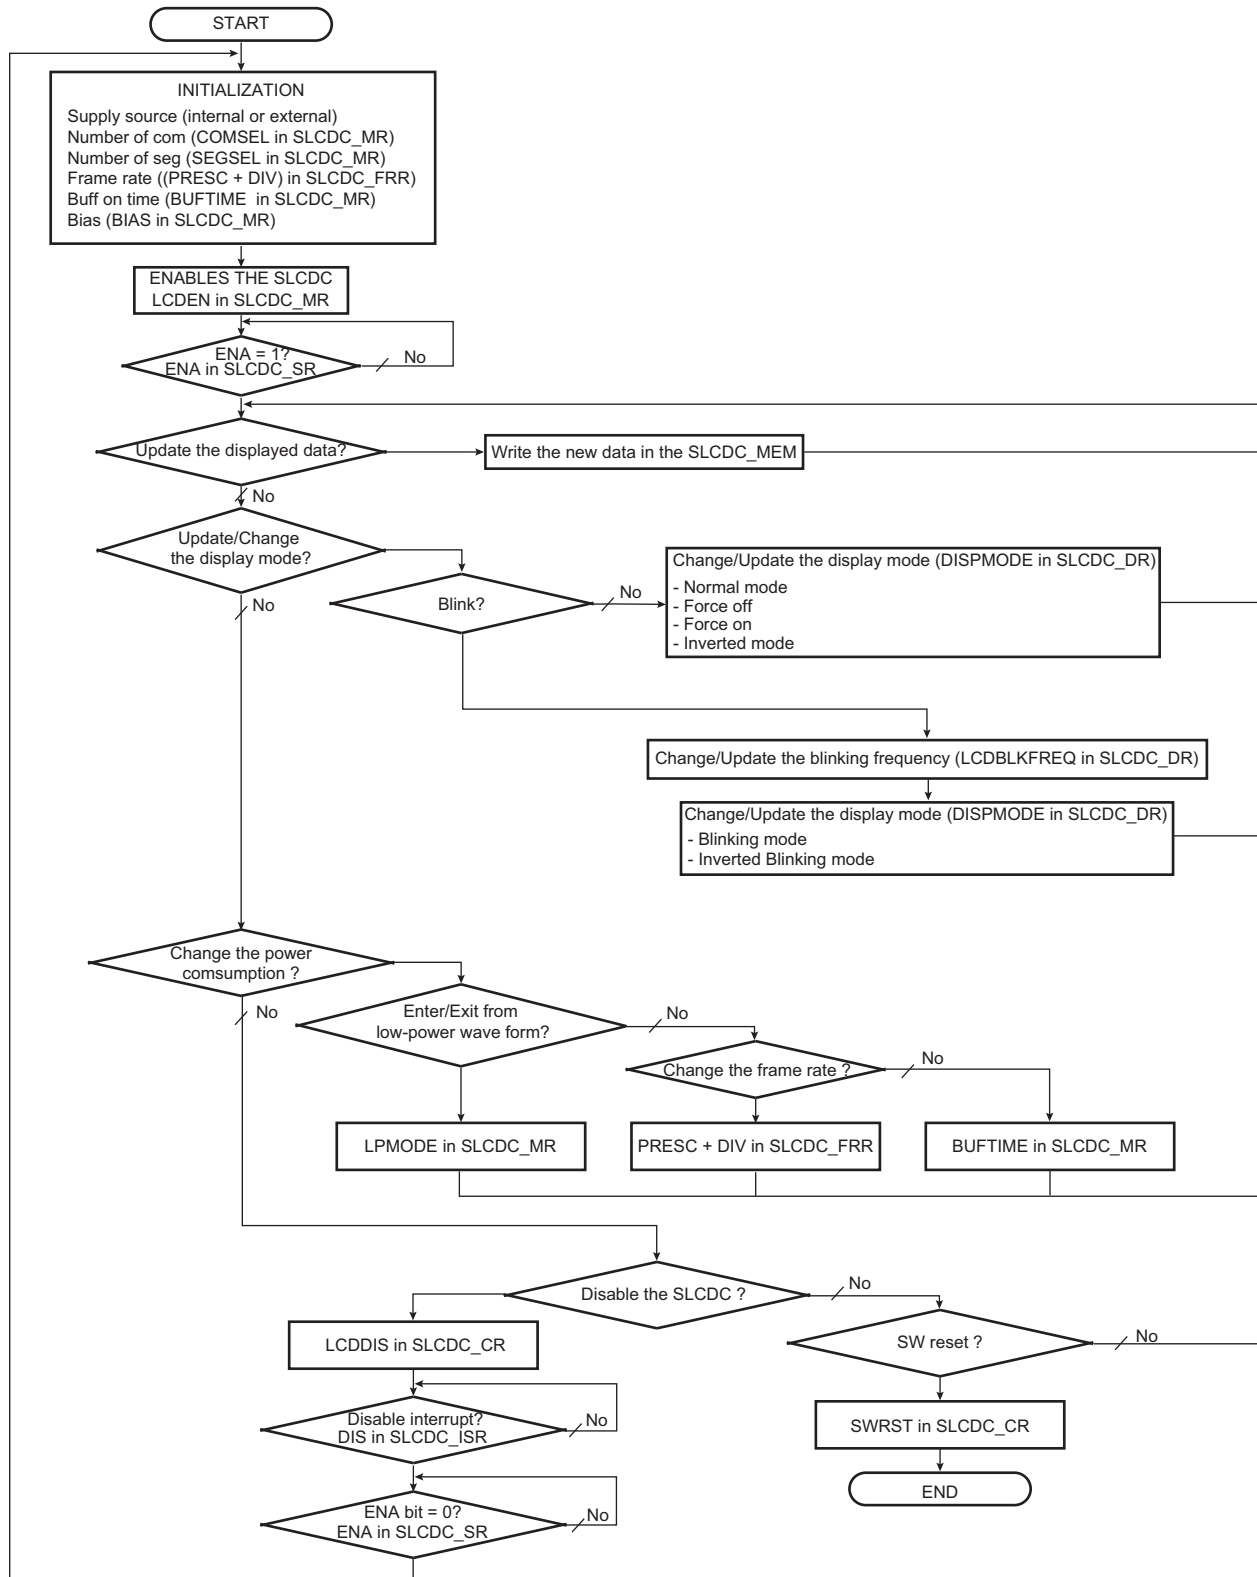 START
INITIALIZATION
Supply source (internal or external)
Number of com (COMSEL in SLCDC_MR)
Number of seg (SEGSEL in SLCDC_MR)
Frame rate ((PRESC + DIV) in SLCDC_FRR)
Buff on time (BUFTIME in SLCDC_MR)
Bias (BIAS in SLCDC_MR)
ENABLES THE SLCDC
LCDEN in SLCDC_MR
ENA = 1?
ENA in SLCDC_SR
No
Update the displayed data?
Write the new data in the SLCDC_MEM
No
Update/Change
the display mode?
No
Blink?
No
Change/Update the display mode (DISPMODE in SLCDC_DR)
- Normal mode
- Force off
- Force on
- Inverted mode
Change/Update the blinking frequency (LCDBLKFREQ in SLCDC_DR)
Change/Update the display mode (DISPMODE in SLCDC_DR)
- Blinking mode
- Inverted Blinking mode
Change the power
comsumption ?
No
Enter/Exit from
low-power wave form?
No
Change the frame rate ?
No
LPMODE in SLCDC_MR
PRESC + DIV in SLCDC_FRR
BUFTIME in SLCDC_MR
Disable the SLCDC ?
No
LCDDIS in SLCDC_CR
SW reset ?
No
Disable interrupt?
DIS in SLCDC_ISR
No
SWRST in SLCDC_CR
END
ENA bit = 0?
ENA in SLCDC_SR
No